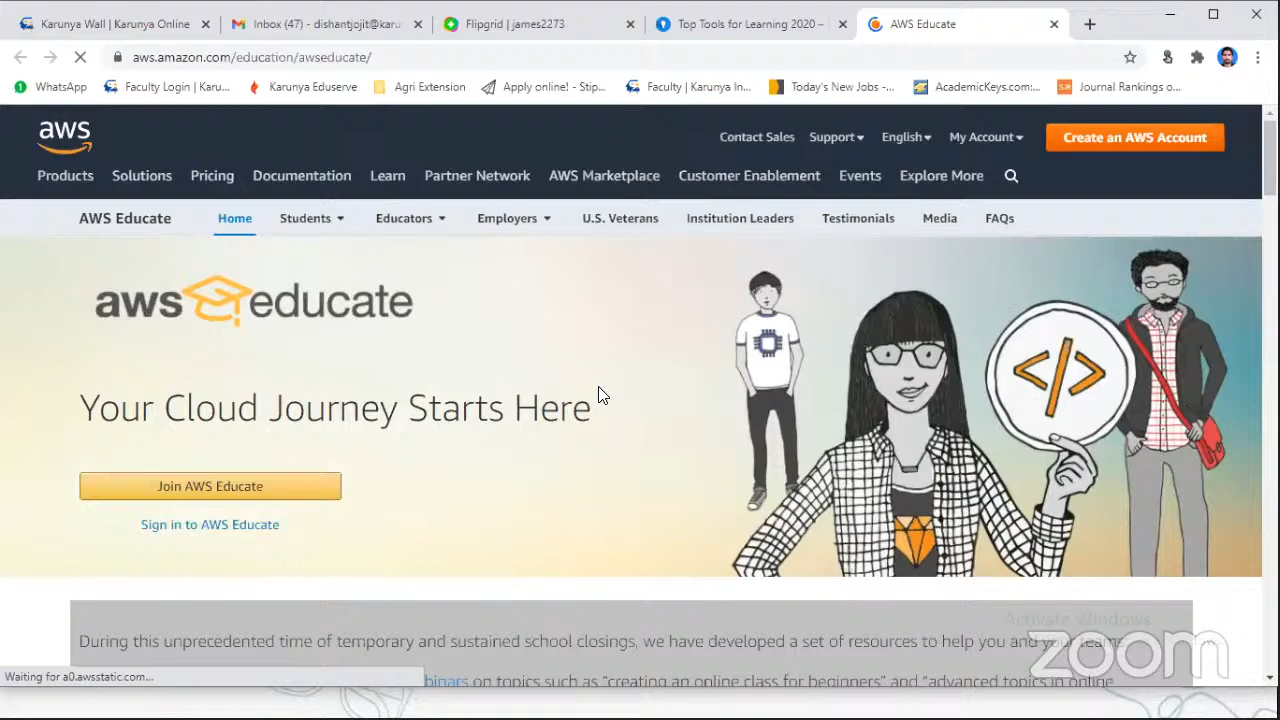 Karunya Wall | Karunya Online
Inbox (47) - dishantjojit@karu
Flipgrid | james2273
Top Tools for Learning 2020 –
AWS Educate
aws.amazon.com/education/awseducate/
WhatsApp
Faculty Login | Karu...
Karunya Eduserve
Agri Extension
Apply online! - Stip...
Faculty | Karunya In...
Today's New Jobs -...
AcademicKeys.com:...
Journal Rankings o...
aws
Contact Sales
Support
English
My Account
Create an AWS Account
Products
Solutions
Pricing
Documentation
Learn
Partner Network
AWS Marketplace
Customer Enablement
Events
Explore More
AWS Educate
Home
Students
Educators
Employers
U.S. Veterans
Institution Leaders
Testimonials
Media
FAQs
aws educate
</>
Your Cloud Journey Starts Here
Join AWS Educate
Sign in to AWS Educate
Activate Windows
During this unprecedented time of temporary and sustained school closings, we have developed a set of resources to help you and your teams
zoom
Waiting for a0.awsstatic.com...
binars on topics such as "creating an online class for beginners" and "advanced topics in online